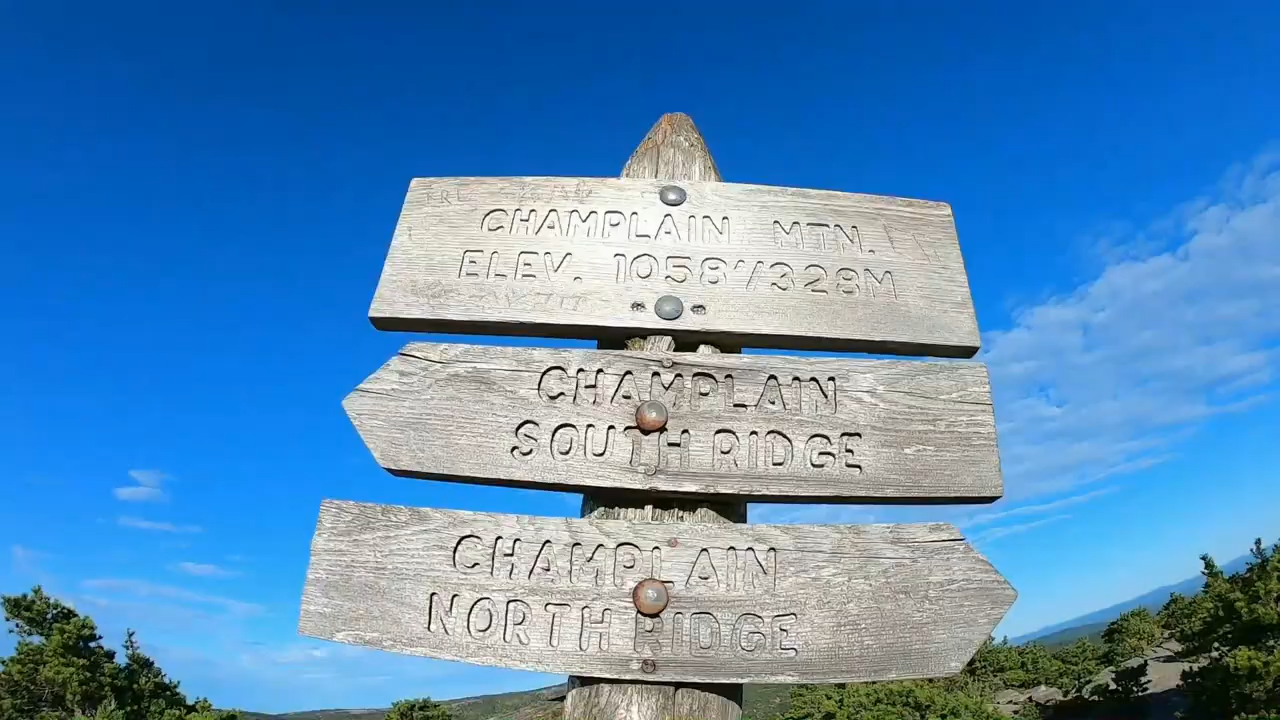 CHAMPLAIN MTN.
ELEV. 1058'/328M
CHAMPLAIN
SOUTH RIDGE
CHAMPLAIN
NORTH RIDGE